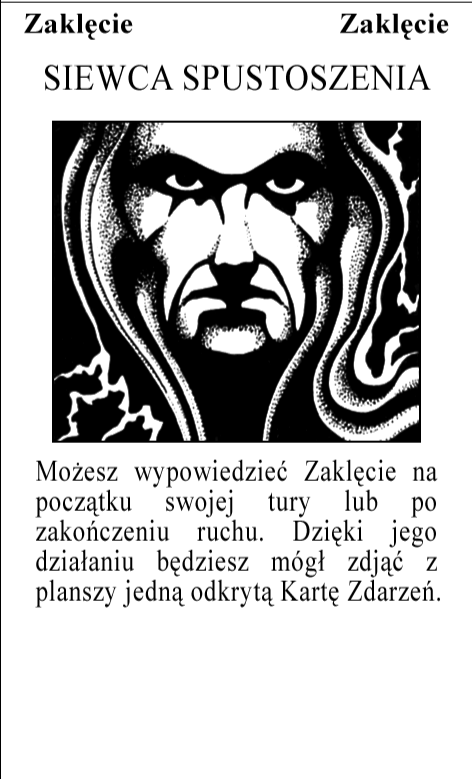 Zaklęcie Zaklęcie
SIEWCA SPUSTOSZENIA
Możesz wypowiedzieć Zaklęcie na
początku swojej tury lub po
zakończeniu ruchu. Dzięki jego
działaniu będziesz mógł zdjąć z
planszy jedną odkrytą Kartę Zdarzeń.